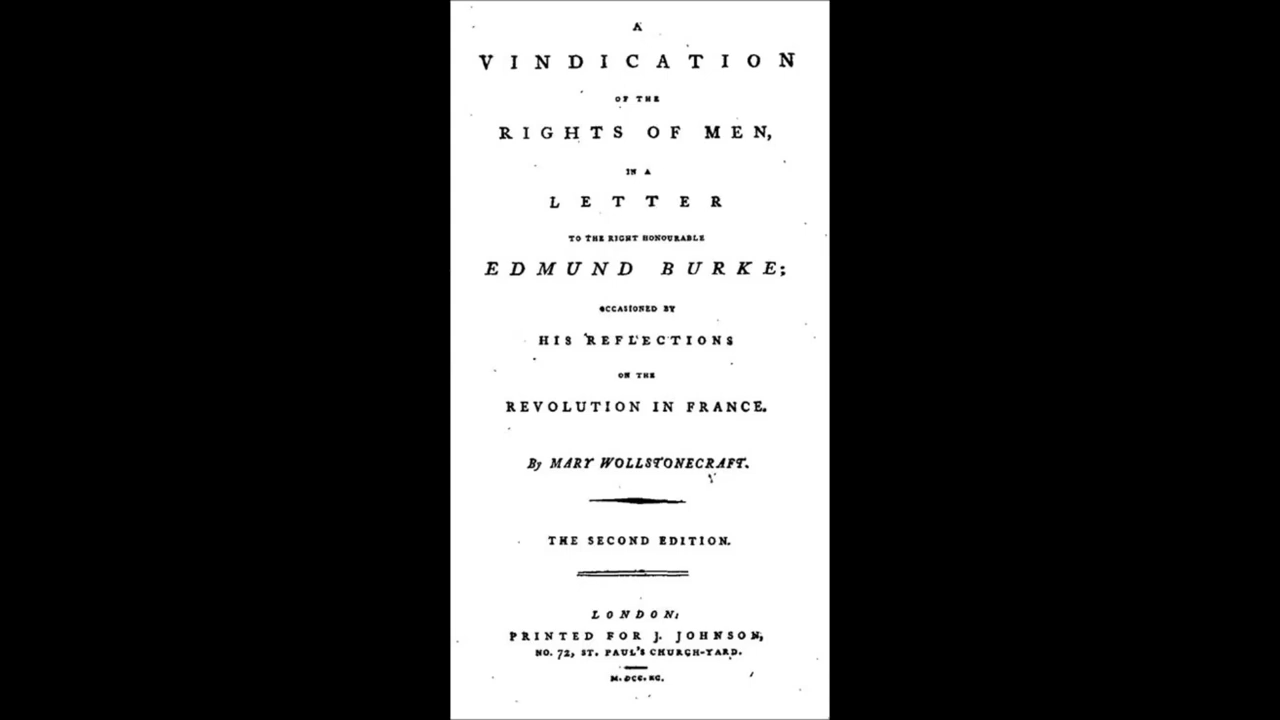 A
VINDICATION
OF THE
RIGHTS OF MEN,
IN A
LETTER
TO THE RIGHT HONOURABLE
EDMUND BURKE;
OCCASIONED BY
HIS REFLECTIONS
ON THE
REVOLUTION IN FRANCE.
By MARY WOLLSTONECRAFT.
THE SECOND EDITION.
LONDON:
PRINTED FOR J. JOHNSON,
NO. 72, ST. PAUL'S CHURCH-YARD.
M.DCC.XC.